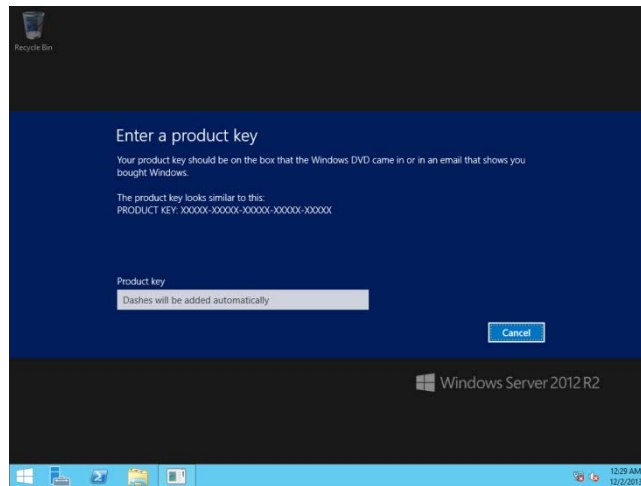 Recycle Bin
Enter a product key
Your product key should be on the box that the Windows DVD came in or in an email that shows you
bought Windows.
The product key looks similar to this:
PRODUCT KEY: XXXXX-XXXXX-XXXXX-XXXXX-XXXXX
Product key
Dashes will be added automatically
Cancel
Windows Server 2012 R2
12:29 AM
12/2/2013